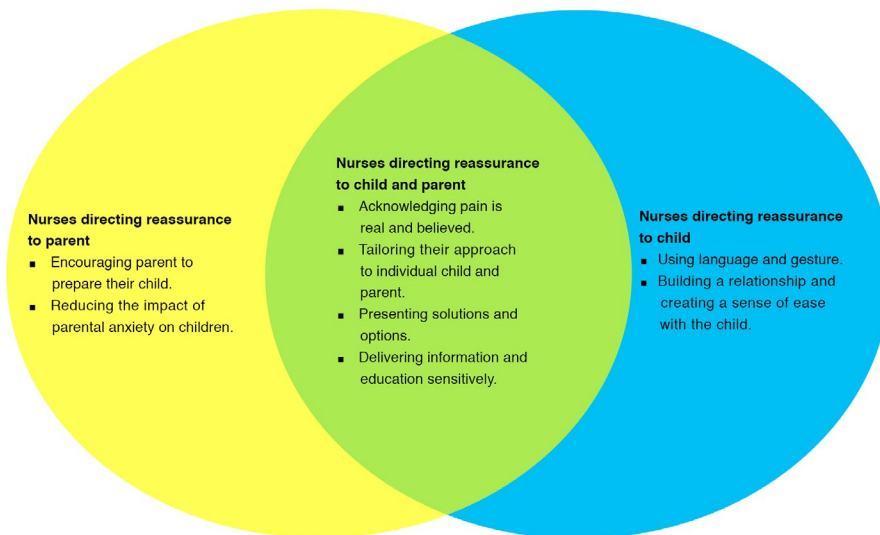 Nurses directing reassurance
to parent
▪ Encouraging parent to
prepare their child.
▪ Reducing the impact of
parental anxiety on children.
Nurses directing reassurance
to child and parent
▪ Acknowledging pain is
real and believed.
▪ Tailoring their approach
to individual child and
parent.
▪ Presenting solutions and
options.
▪ Delivering information and
education sensitively.
Nurses directing reassurance
to child
▪ Using language and gesture.
▪ Building a relationship and
creating a sense of ease
with the child.